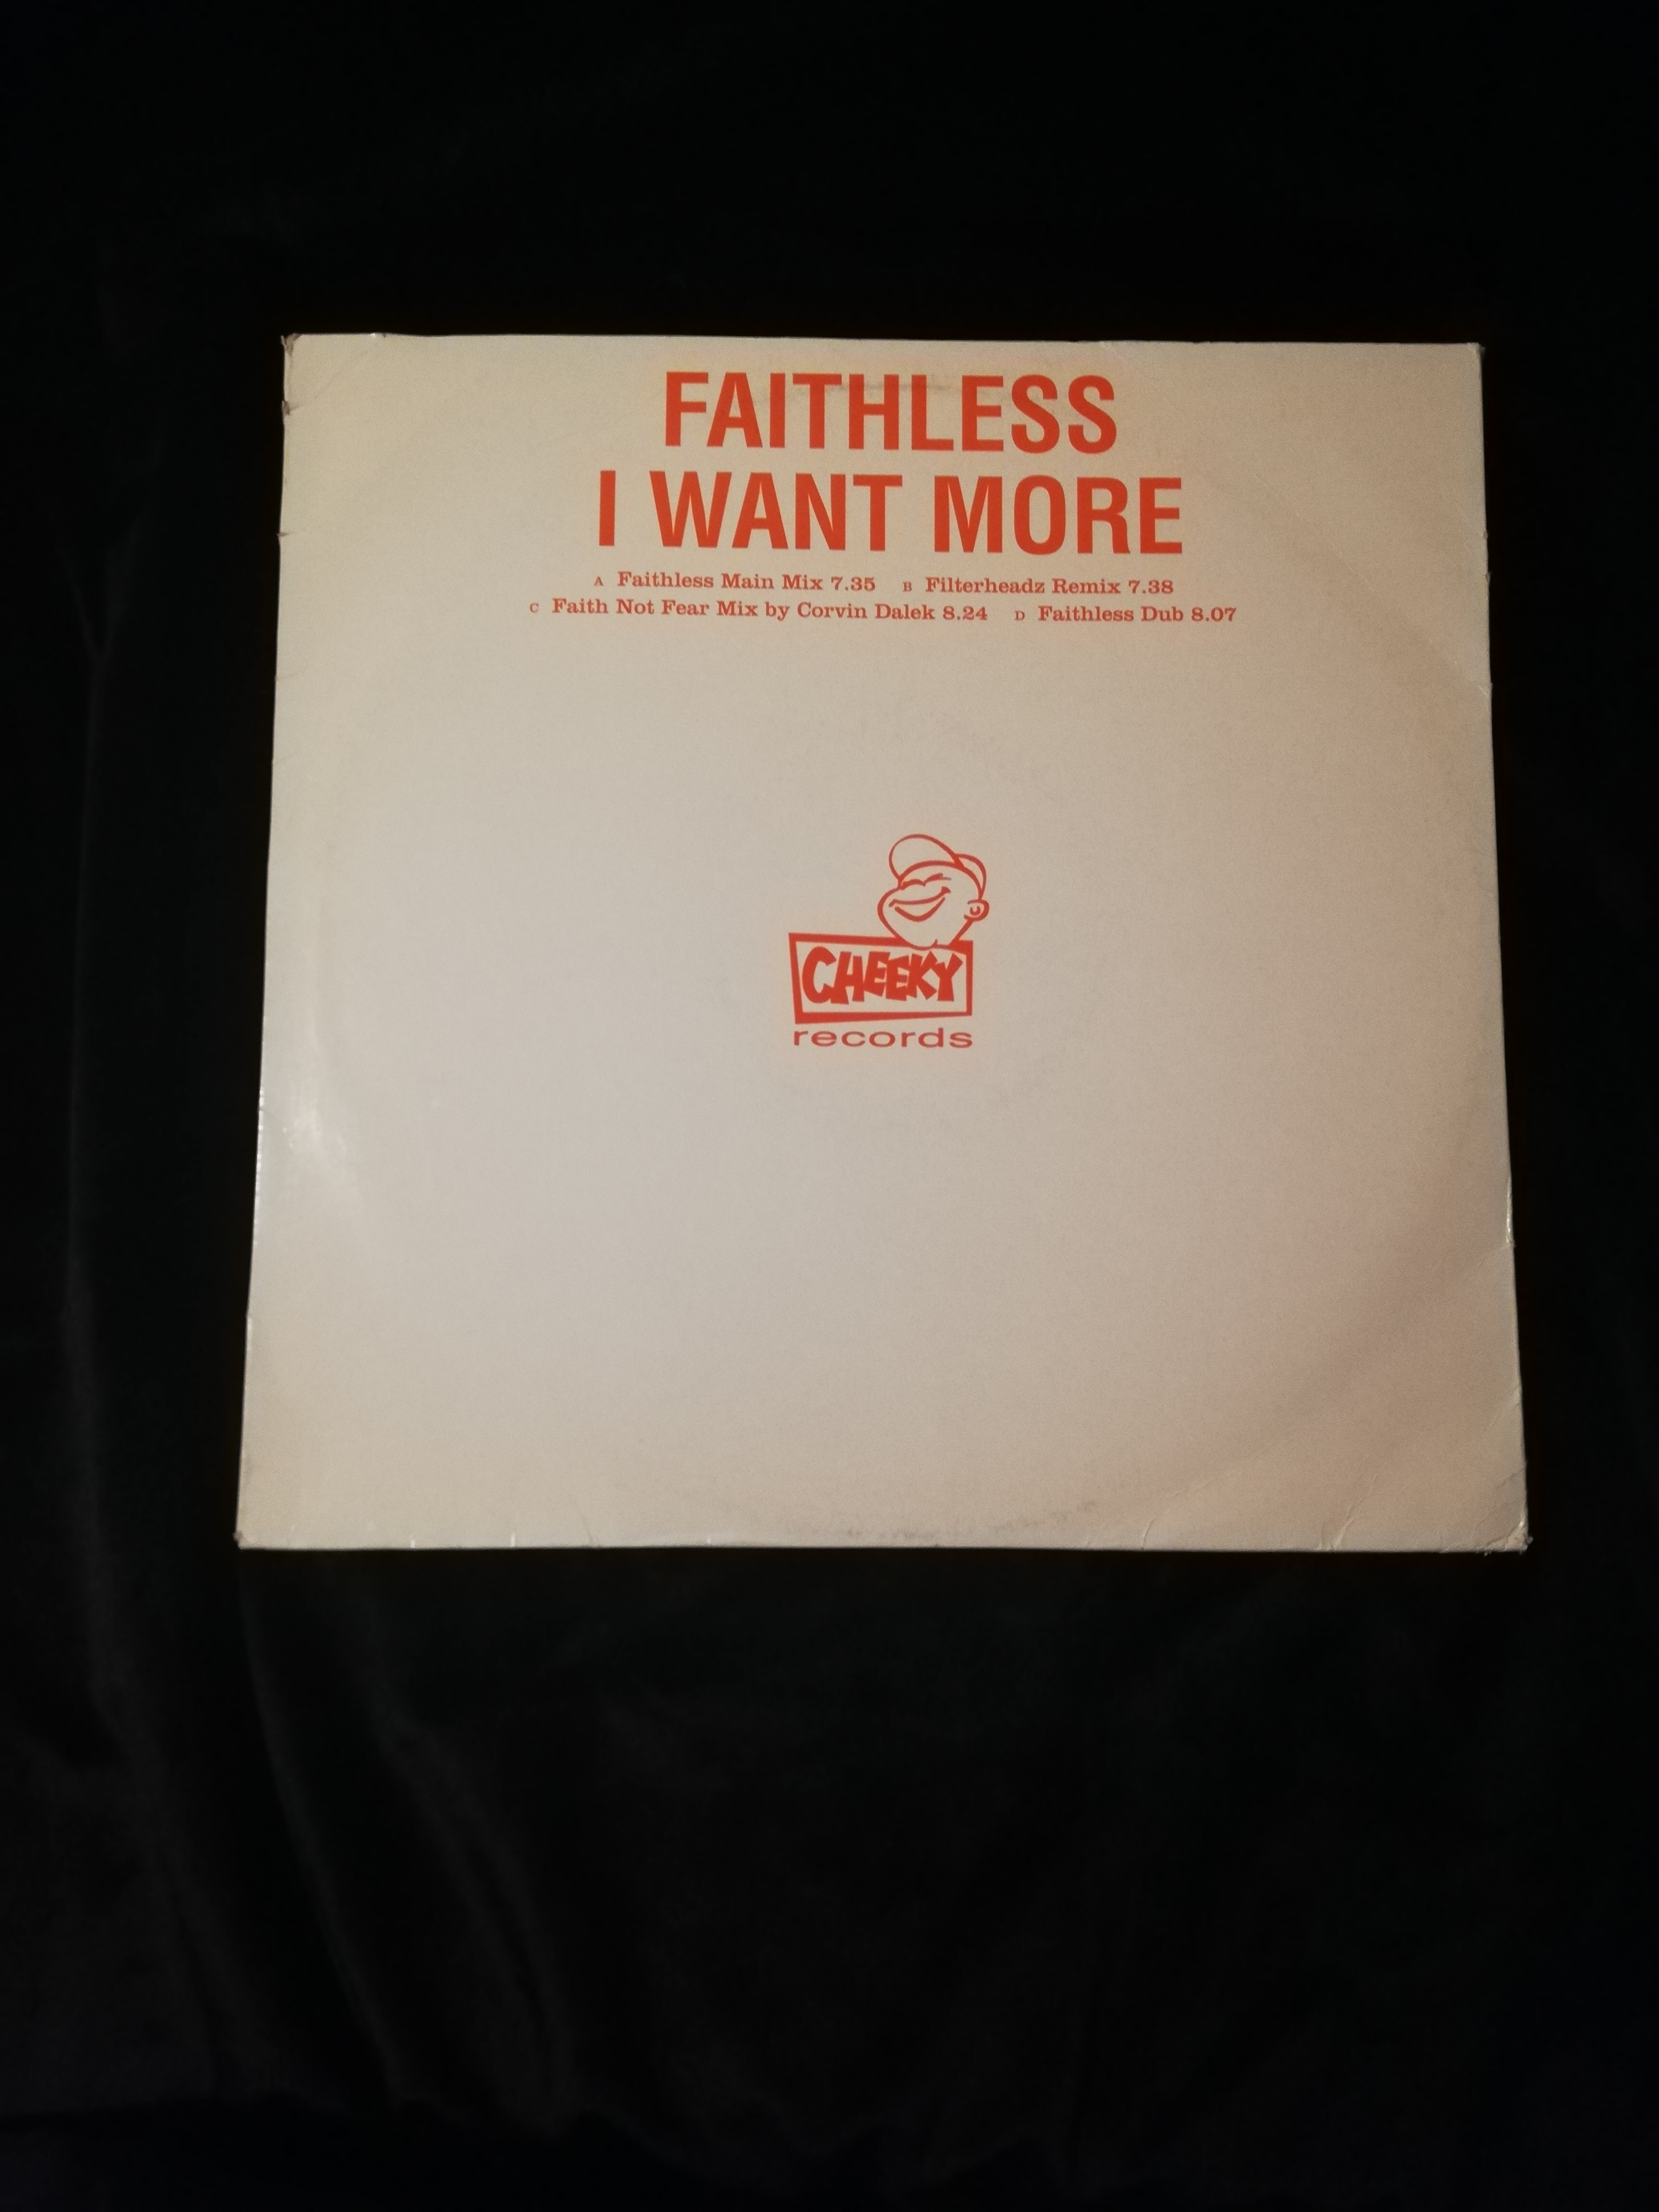 FAITHLESS
I WANT MORE
A Faithless Main Mix 7.35 B Filterheadz Remix 7.38
C Faith Not Fear Mix by Corvin Dalek 8.24 D Faithless Dub 8.07
CHEEKY
records